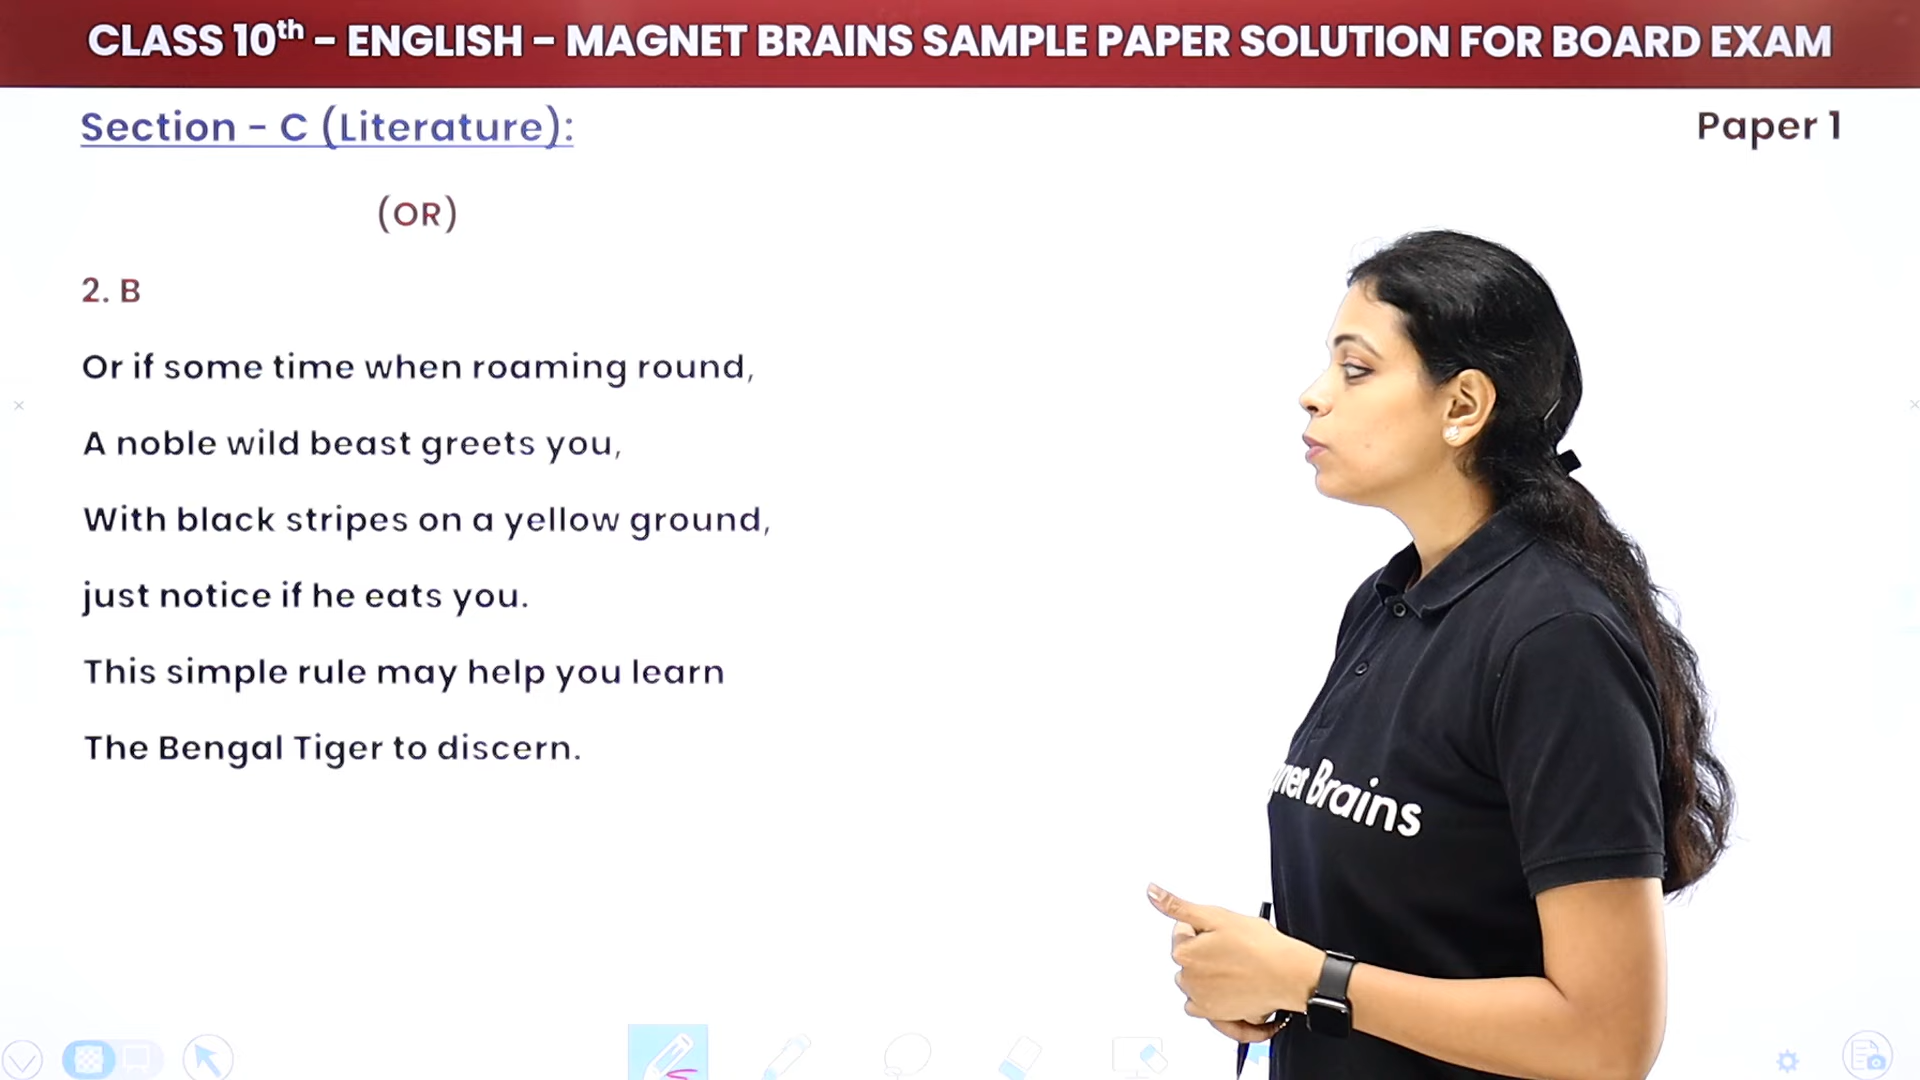 CLASS 10th - ENGLISH - MAGNET BRAINS SAMPLE PAPER SOLUTION FOR BOARD EXAM
Section - C (Literature):
Paper 1
(OR)
2. B
Or if some time when roaming round,
A noble wild beast greets you,
With black stripes on a yellow ground,
just notice if he eats you.
This simple rule may help you learn
The Bengal Tiger to discern.
Brains